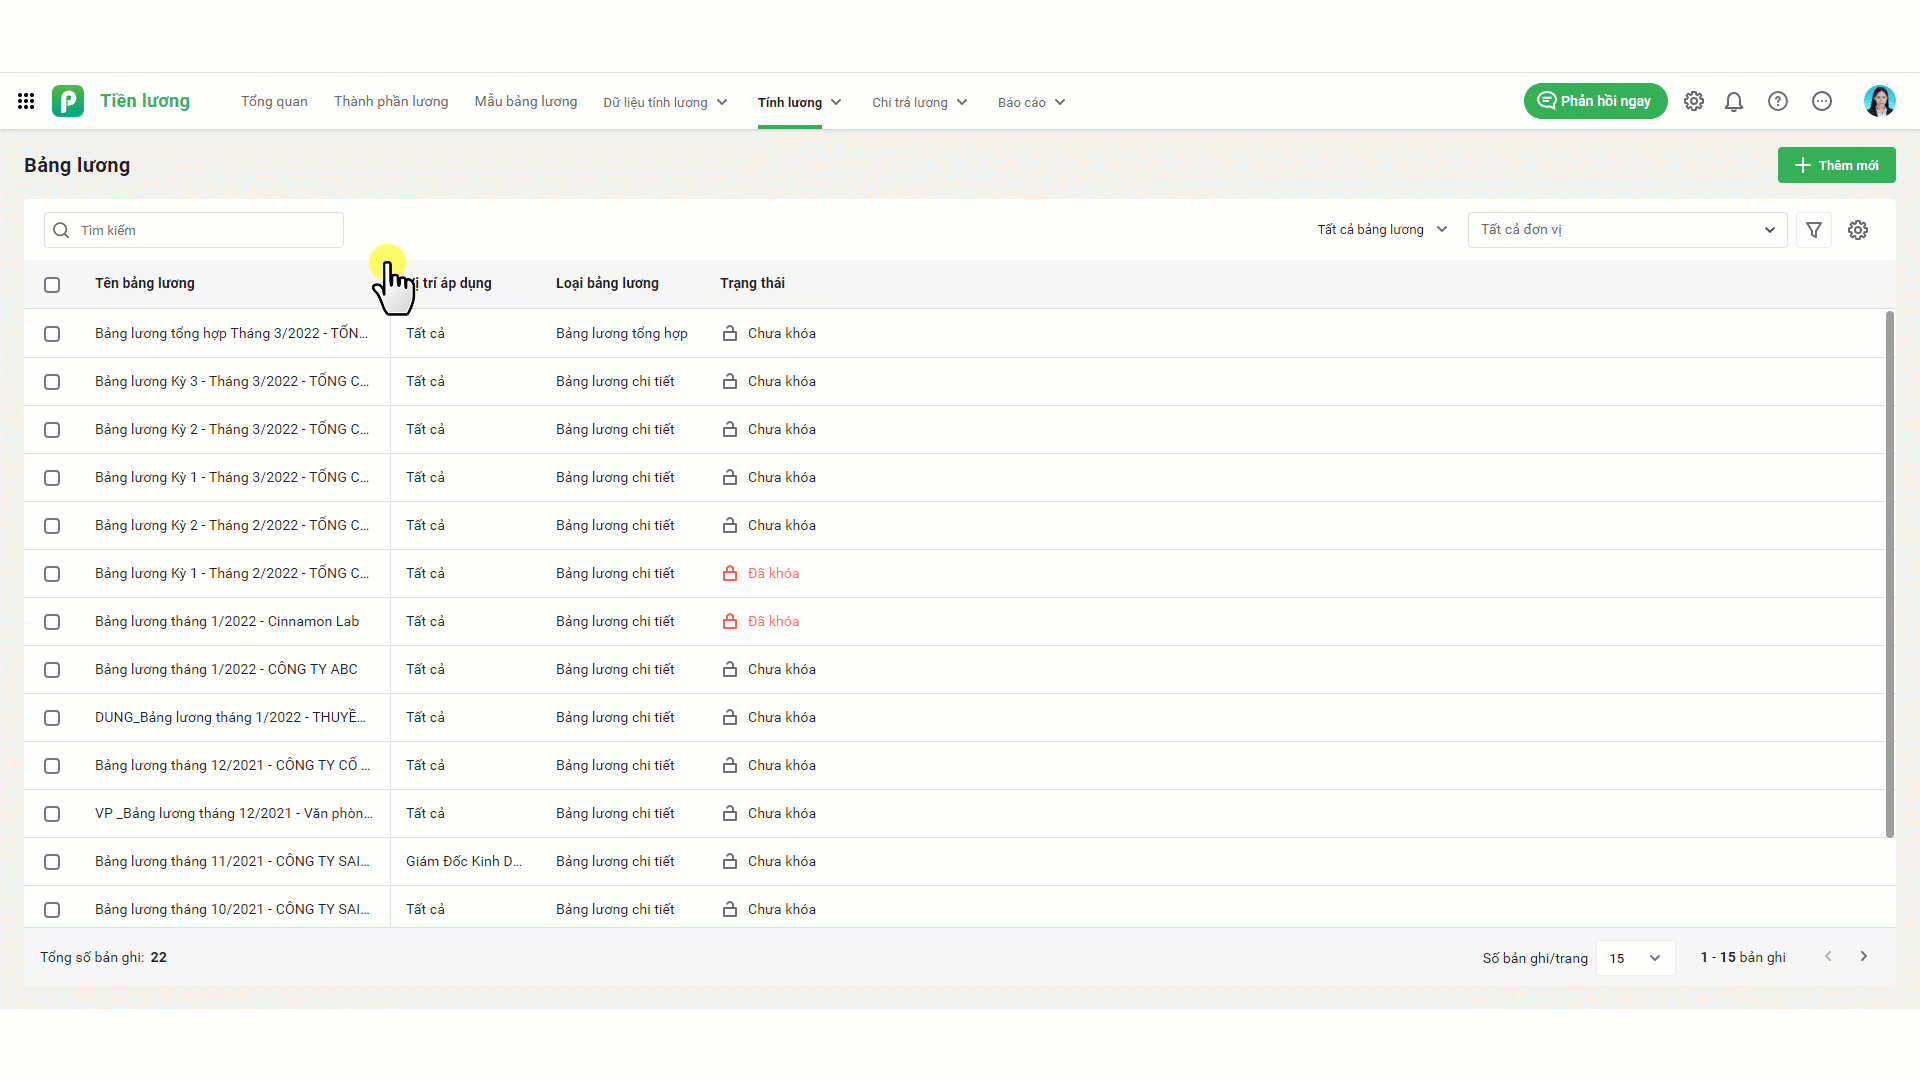 Tiền lương Tổng quan Thành phần lương Mẫu bảng lương Dữ liệu tính lương Tính lương Chi trả lương Báo cáo Phản hồi ngay
Bảng lương Thêm mới
Tìm kiếm Tất cả bảng lương Tất cả đơn vị
Tên bảng lương trí áp dụng Loại bảng lương Trạng thái
Bảng lương tổng hợp Tháng 3/2022 - TỔN... Tất cả Bảng lương tổng hợp Chưa khóa
Bảng lương Kỳ 3 - Tháng 3/2022 - TỔNG C... Tất cả Bảng lương chi tiết Chưa khóa
Bảng lương Kỳ 2 - Tháng 3/2022 - TỔNG C... Tất cả Bảng lương chi tiết Chưa khóa
Bảng lương Kỳ 1 - Tháng 3/2022 - TỔNG C... Tất cả Bảng lương chi tiết Chưa khóa
Bảng lương Kỳ 2 - Tháng 2/2022 - TỔNG C... Tất cả Bảng lương chi tiết Chưa khóa
Bảng lương Kỳ 1 - Tháng 2/2022 - TỔNG C... Tất cả Bảng lương chi tiết Đã khóa
Bảng lương tháng 1/2022 - Cinnamon Lab Tất cả Bảng lương chi tiết Đã khóa
Bảng lương tháng 1/2022 - CÔNG TY ABC Tất cả Bảng lương chi tiết Chưa khóa
DUNG_Bảng lương tháng 1/2022 - THUYỀ... Tất cả Bảng lương chi tiết Chưa khóa
Bảng lương tháng 12/2021 - CÔNG TY CỔ ... Tất cả Bảng lương chi tiết Chưa khóa
VP _Bảng lương tháng 12/2021 - Văn phòn... Tất cả Bảng lương chi tiết Chưa khóa
Bảng lương tháng 11/2021 - CÔNG TY SAI... Giám Đốc Kinh D... Bảng lương chi tiết Chưa khóa
Bảng lương tháng 10/2021 - CÔNG TY SAI... Tất cả Bảng lương chi tiết Chưa khóa
Tổng số bản ghi: 22 Số bản ghi/trang 15 1 - 15 bản ghi